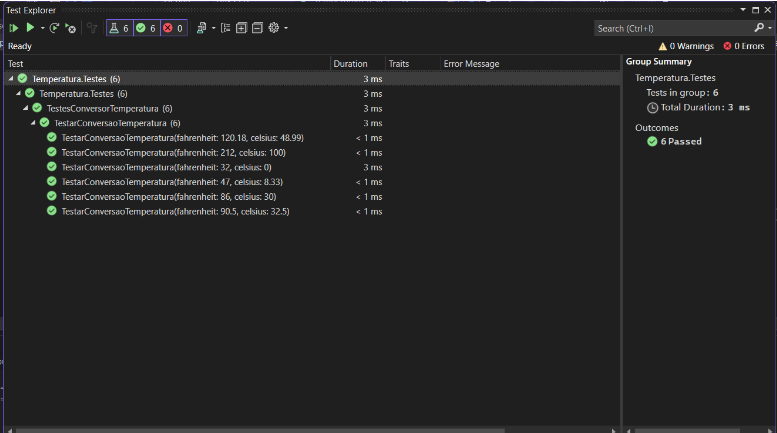 Test Explorer
6 6 0
Search (Ctrl+I)
Ready
0 Warnings 0 Errors
Test Duration Traits Error Message
Temperatura.Testes (6) 3 ms
Temperatura.Testes (6) 3 ms
TestesConversorTemperatura (6) 3 ms
TestarConversaoTemperatura (6) 3 ms
TestarConversaoTemperatura(fahrenheit: 120.18, celsius: 48.99) < 1 ms
TestarConversaoTemperatura(fahrenheit: 212, celsius: 100) < 1 ms
TestarConversaoTemperatura(fahrenheit: 32, celsius: 0) 3 ms
TestarConversaoTemperatura(fahrenheit: 47, celsius: 8.33) < 1 ms
TestarConversaoTemperatura(fahrenheit: 86, celsius: 30) < 1 ms
TestarConversaoTemperatura(fahrenheit: 90.5, celsius: 32.5) < 1 ms
Group Summary
Temperatura.Testes
Tests in group: 6
Total Duration: 3 ms
Outcomes
6 Passed